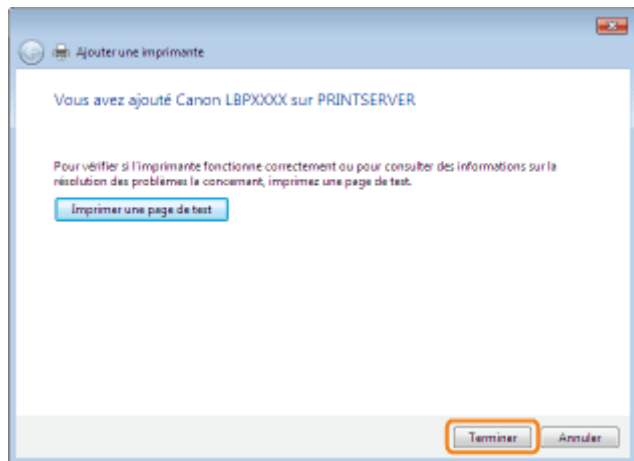 Ajouter une imprimante
Vous avez ajouté Canon LBPXXXX sur PRINTSERVER
Pour vérifier si l'imprimante fonctionne correctement ou pour consulter des informations sur la
résolution des problèmes la concernant, imprimez une page de test.
Imprimer une page de test
Terminer
Annuler